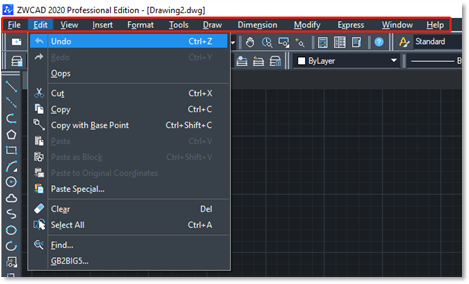 ZWCAD 2020 Professional Edition - [Drawing2.dwg]
File Edit View Insert Format Tools Draw Dimension Modify Express Window Help
Undo Ctrl+Z
Redo Ctrl+Y
Oops
Standard
ByLayer
Cut Ctrl+X
Copy Ctrl+C
Copy with Base Point Ctrl+Shift+C
Paste Ctrl+V
Paste as Block Ctrl+Shift+V
Paste to Original Coordinates
Paste Special...
Clear Del
Select All Ctrl+A
Find...
GB2BIG5...